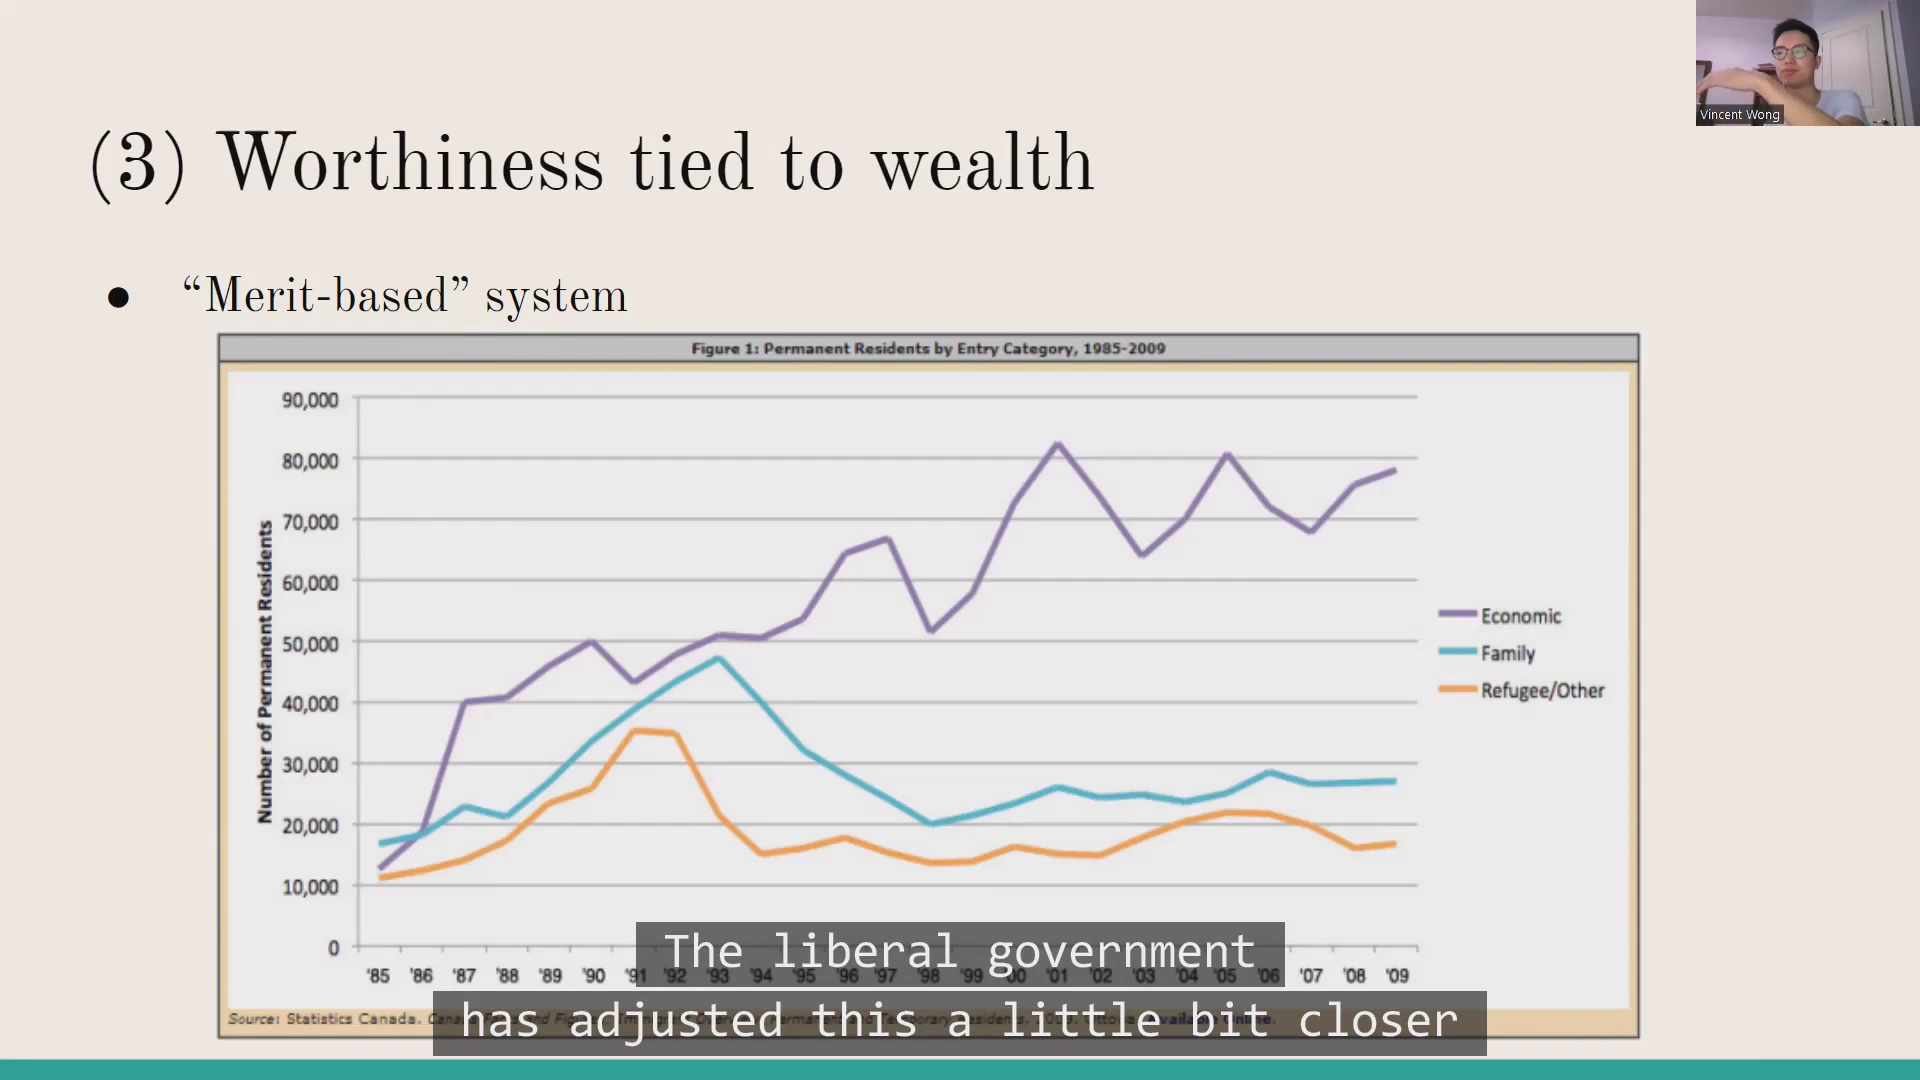 Vincent Wong
(3) Worthiness tied to wealth
● “Merit-based” system
Figure 1: Permanent Residents by Entry Category, 1985-2009
Number of Permanent Residents
90,000
80,000
70,000
60,000
50,000
40,000
30,000
20,000
10,000
0
Economic
Family
Refugee/Other
'85 '86 '87 '88 '89 '90 '91 '92 '93 '94 '95 '96 '97 '98 '99 '00 '01 '02 '03 '04 '05 '06 '07 '08 '09
The liberal government
has adjusted this a little bit closer
Source: Statistics Canada.